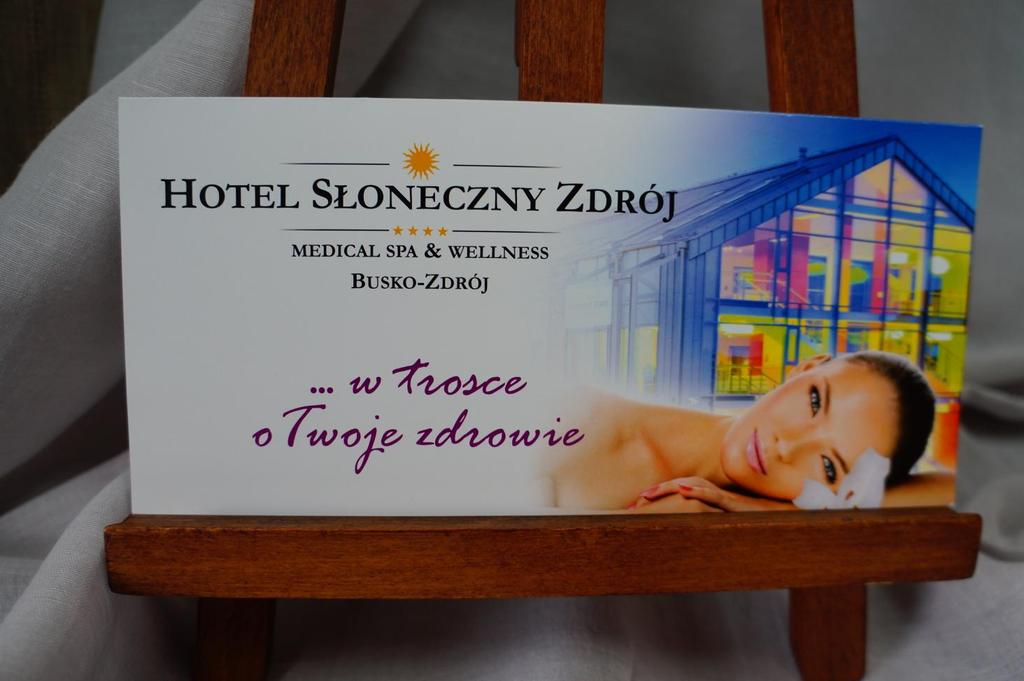 HOTEL SŁONECZNY ZDRÓJ
MEDICAL SPA & WELLNESS
BUSKO-ZDRÓJ
... w trosce
o Twoje zdrowie